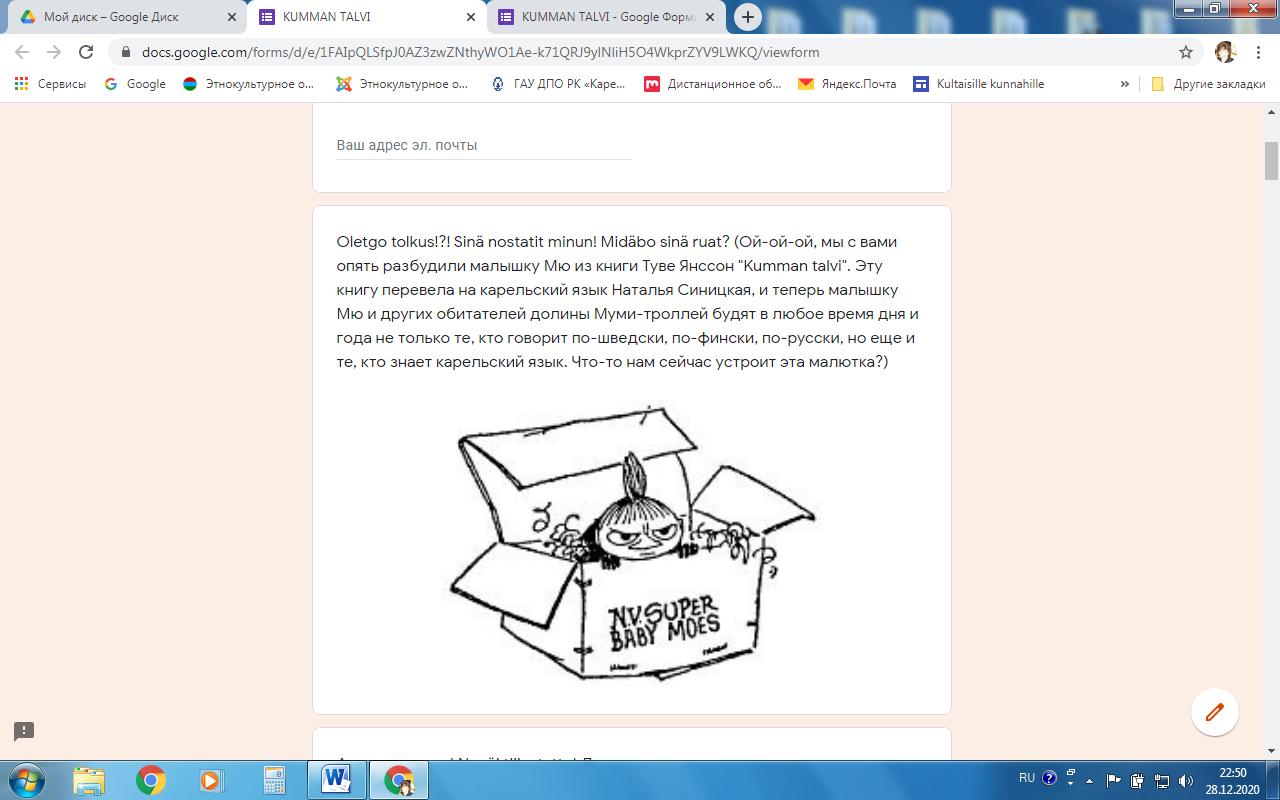 Мой диск – Google Диск
KUMMAN TALVI
KUMMAN TALVI - Google Форм
docs.google.com/forms/d/e/1FAIpQLSfpJ0AZ3zwZNthyWO1Ae-k71QRJ9ylNIiH5O4WkprZYV9LWKQ/viewform
Сервисы
Google
Этнокультурное о...
Этнокультурное о...
ГАУ ДПО РК «Каре...
Дистанционное об...
Яндекс.Почта
Kultaisille kunnahille
»
Другие закладки
Ваш адрес эл. почты
Oletgo tolkus!?! Sinä nostatit minun! Midäbo sinä ruat? (Ой-ой-ой, мы с вами
опять разбудили малышку Мю из книги Туве Янссон "Kumman talvi". Эту
книгу перевела на карельский язык Наталья Синицкая, и теперь малышку
Мю и других обитателей долины Муми-троллей будят в любое время дня и
года не только те, кто говорит по-шведски, по-фински, по-русски, но еще и
те, кто знает карельский язык. Что-то нам сейчас устроит эта малютка?)
N.V. SUPER
BABY MOES
RU
22:50
28.12.2020